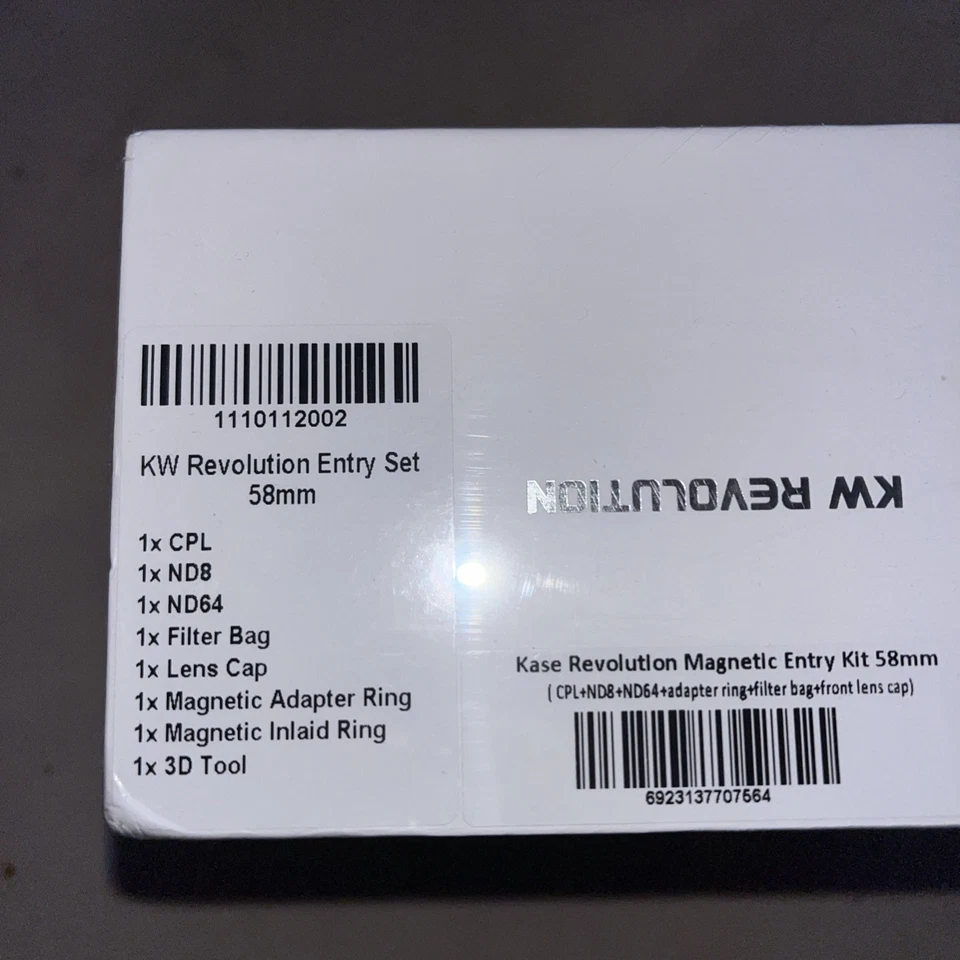 1110112002
KW Revolution Entry Set
58mm
1x CPL
1x ND8
1x ND64
1x Filter Bag
1x Lens Cap
1x Magnetic Adapter Ring
1x Magnetic Inlaid Ring
1x 3D Tool
KW REVOLUTION
Kase Revolution Magnetic Entry Kit 58mm
( CPL+ND8+ND64+adapter ring+filter bag+front lens cap)
6923137707564